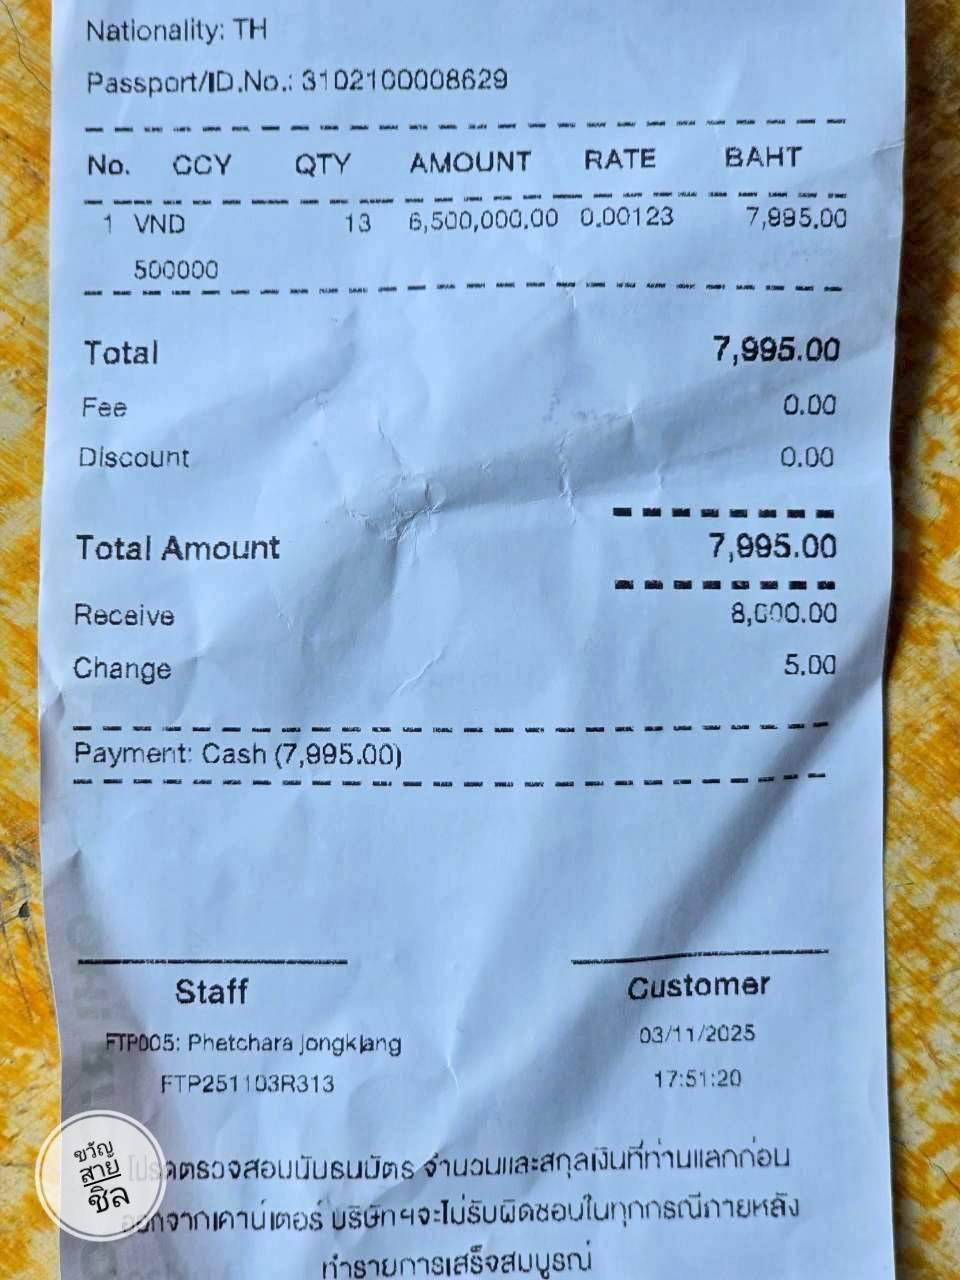 Nationality: TH
Passport/ID.No.: 3102100008629
No. CCY QTY AMOUNT RATE BAHT
1 VND 13 6,500,000.00 0.00123 7,995.00
500000
Total 7,995.00
Fee 0.00
Discount 0.00
Total Amount 7,995.00
Receive 8,000.00
Change 5.00
Payment: Cash (7,995.00)
Staff Customer
FTP005: Phetchara Jongklang 03/11/2025
FTP251103R313 17:51:20
โปรดตรวจสอบนับธนบัตร จำนวนและสกุลเงินที่ท่านแลกก่อน
ออกจากเคาน์เตอร์ บริษัทฯจะไม่รับผิดชอบในทุกกรณีภายหลัง
ทำรายการเสร็จสมบูรณ์
ขวัญ
สาย
ชิล